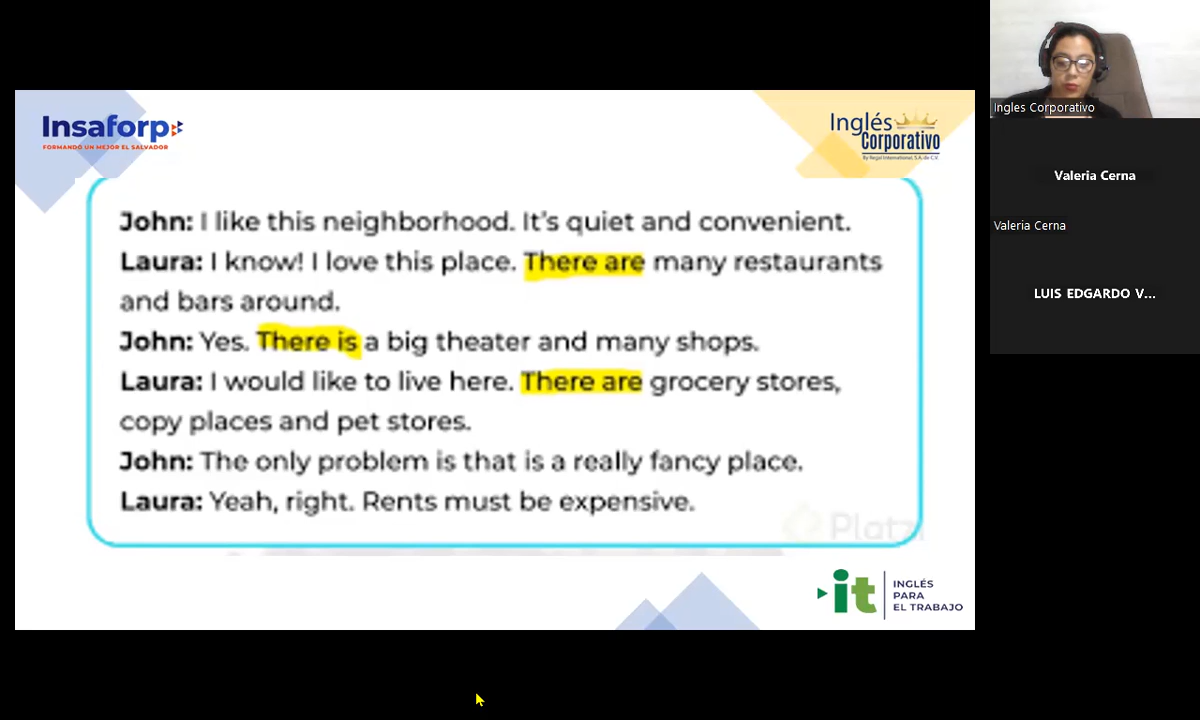 Insaforp
FORMANDO UN MEJOR EL SALVADOR
Inglés
Corporativo
By Regal International, S.A. de C.V.
John: I like this neighborhood. It's quiet and convenient.
Laura: I know! I love this place. There are many restaurants
and bars around.
John: Yes. There is a big theater and many shops.
Laura: I would like to live here. There are grocery stores,
copy places and pet stores.
John: The only problem is that is a really fancy place.
Laura: Yeah, right. Rents must be expensive.
Platzi
it
INGLÉS
PARA
EL TRABAJO
Ingles Corporativo
Valeria Cerna
Valeria Cerna
LUIS EDGARDO V...